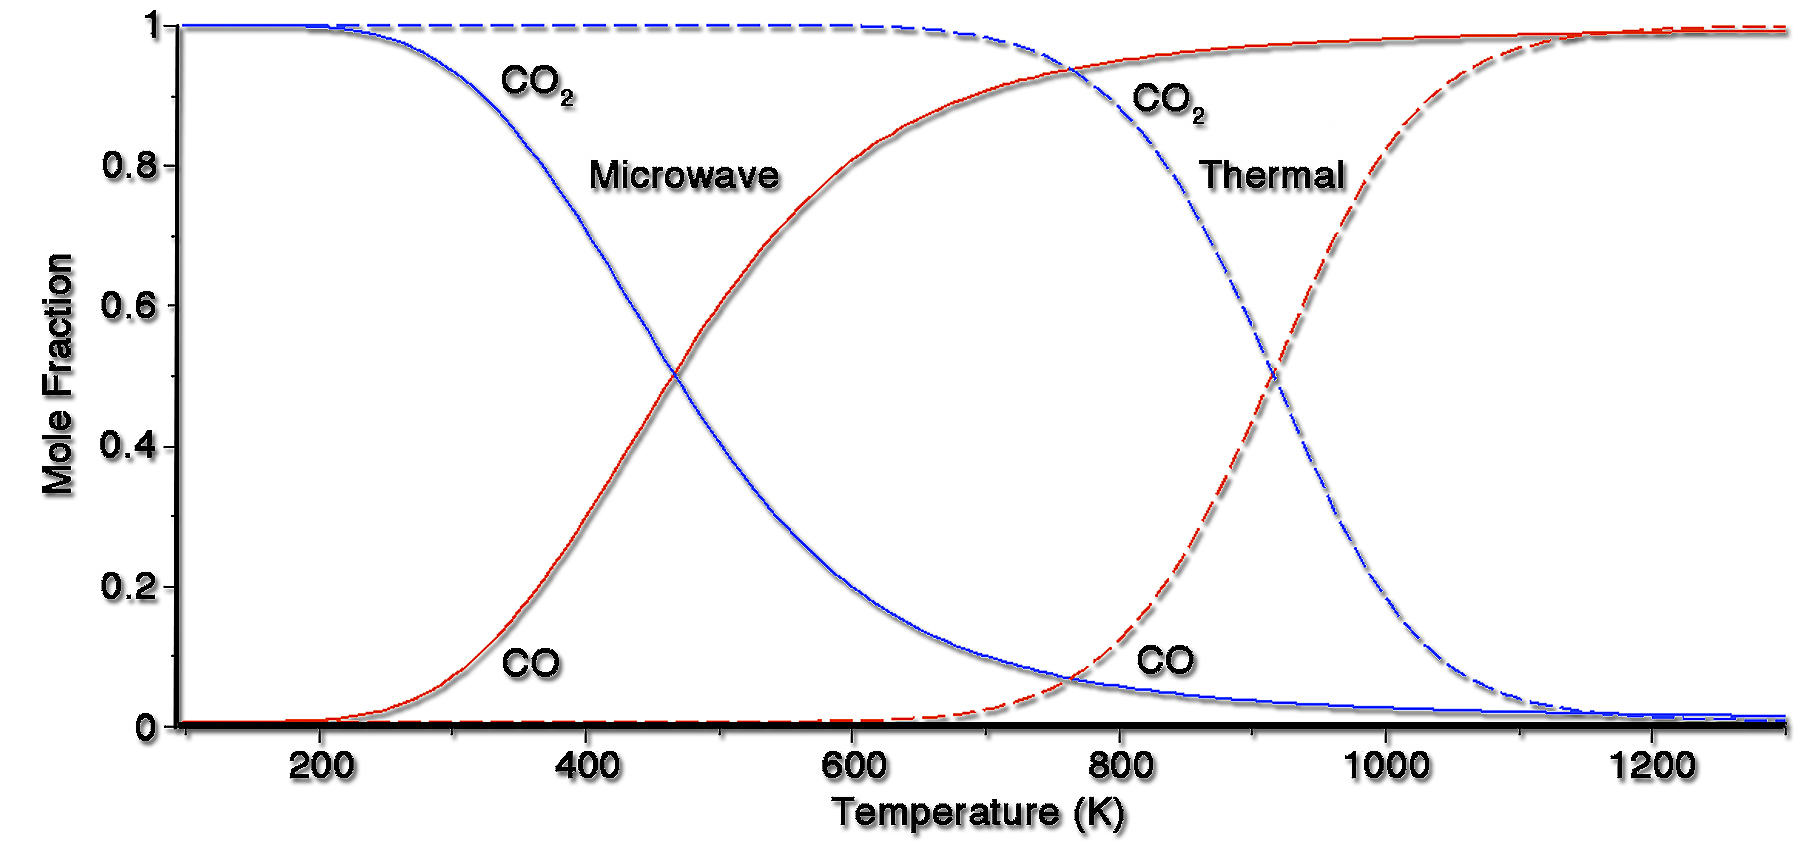 1
CO2
CO2
0.8
Microwave
Thermal
0.6
Mole Fraction
0.4
0.2
CO
CO
0
200 400 600 800 1000 1200
Temperature (K)